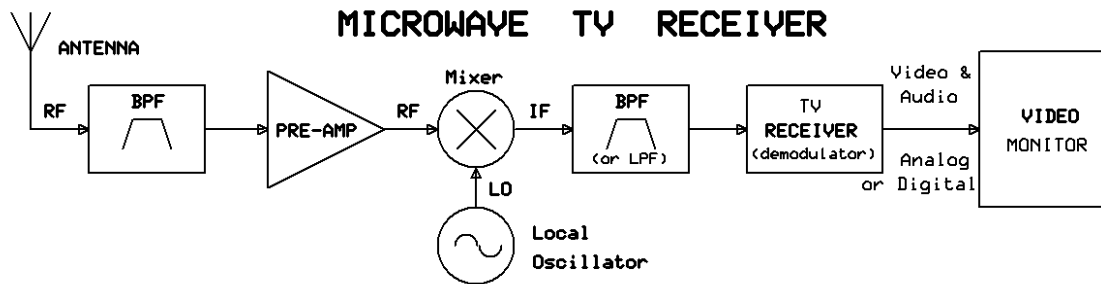 MICROWAVE TV RECEIVER
ANTENNA
RF
BPF
PRE-AMP
RF
Mixer
LO
Local
Oscillator
IF
BPF
(or LPF)
TV
RECEIVER
(demodulator)
Video &
Audio
Analog
or Digital
VIDEO
MONITOR